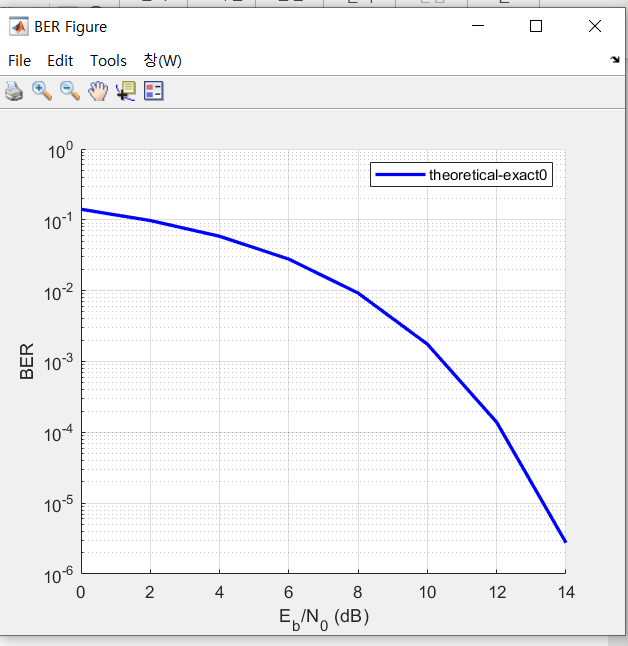 BER Figure
File Edit Tools 창(W)
10^0
theoretical-exact0
10^-1
10^-2
10^-3
10^-4
10^-5
10^-6
BER
0 2 4 6 8 10 12 14
E_b/N_0 (dB)